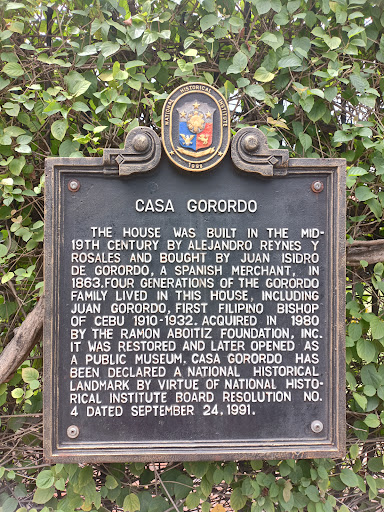 NATIONAL HISTORICAL INSTITUTE
CASA GORORDO
THE HOUSE WAS BUILT IN THE MID-
19TH CENTURY BY ALEJANDRO REYNES Y
ROSALES AND BOUGHT BY JUAN ISIDRO
DE GORORDO, A SPANISH MERCHANT, IN
1863.FOUR GENERATIONS OF THE GORORDO
FAMILY LIVED IN THIS HOUSE, INCLUDING
JUAN GORORDO, FIRST FILIPINO BISHOP
OF CEBU 1910-1932. ACQUIRED IN 1980
BY THE RAMON ABOITIZ FOUNDATION, INC.
IT WAS RESTORED AND LATER OPENED AS
A PUBLIC MUSEUM. CASA GORORDO HAS
BEEN DECLARED A NATIONAL HISTORICAL
LANDMARK BY VIRTUE OF NATIONAL HISTO-
RICAL INSTITUTE BOARD RESOLUTION NO.
4 DATED SEPTEMBER 24, 1991.